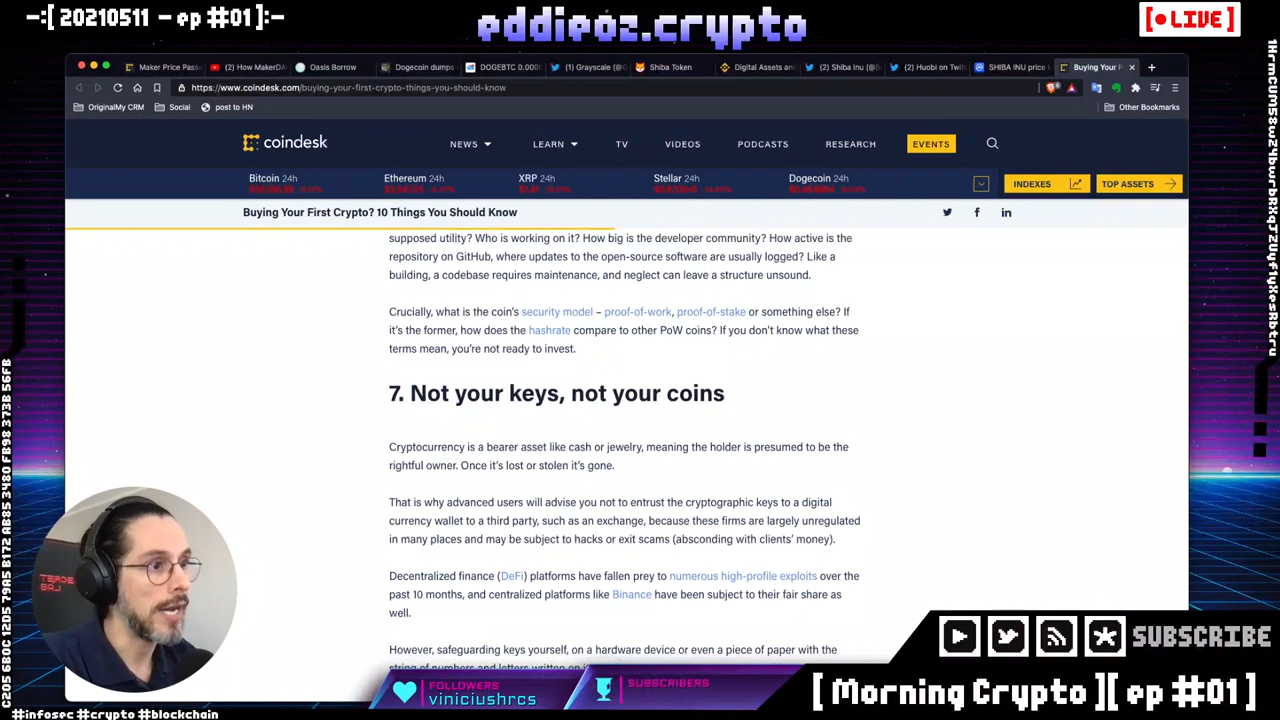 -:[ 20210511 - ep #01]:-
eddieoz.crypto
[•LIVE]
Maker Price Pass
(1) How MakerDA
Oasis Borrow
Dogecoin dumps
DOGEBTC 0.0000
(1) Grayscale (@G
Shiba Token
Digital Assets and
(1) Shiba Inu (@S
(1) Huobi on Twit
SHIBA INU price t
Buying Your F
https://www.coindesk.com/buying-your-first-crypto-things-you-should-know
OriginalMy CRM
Social
post to HN
Other Bookmarks
coindesk
NEWS
LEARN
TV
VIDEOS
PODCASTS
RESEARCH
EVENTS
Bitcoin 24h
Ethereum 24h
XRP 24h
Stellar 24h
Dogecoin 24h
INDEXES
TOP ASSETS
Buying Your First Crypto? 10 Things You Should Know
supposed utility? Who is working on it? How big is the developer community? How active is the
repository on GitHub, where updates to the open-source software are usually logged? Like a
building, a codebase requires maintenance, and neglect can leave a structure unsound.
Crucially, what is the coin's security model – proof-of-work, proof-of-stake or something else? If
it's the former, how does the hashrate compare to other PoW coins? If you don't know what these
terms mean, you're not ready to invest.
7. Not your keys, not your coins
Cryptocurrency is a bearer asset like cash or jewelry, meaning the holder is presumed to be the
rightful owner. Once it's lost or stolen it's gone.
That is why advanced users will advise you not to entrust the cryptographic keys to a digital
currency wallet to a third party, such as an exchange, because these firms are largely unregulated
in many places and may be subject to hacks or exit scams (absconding with clients' money).
Decentralized finance (DeFi) platforms have fallen prey to numerous high-profile exploits over the
past 10 months, and centralized platforms like Binance have been subject to their fair share as
well.
However, safeguarding keys yourself, on a hardware device or even a piece of paper with the
string of numbers and letters written on
SUBSCRIBE
FOLLOWERS
viniciushrcs
SUBSCRIBERS
[Morning Crypto][ep #01]
#infosec #crypto #blockchain